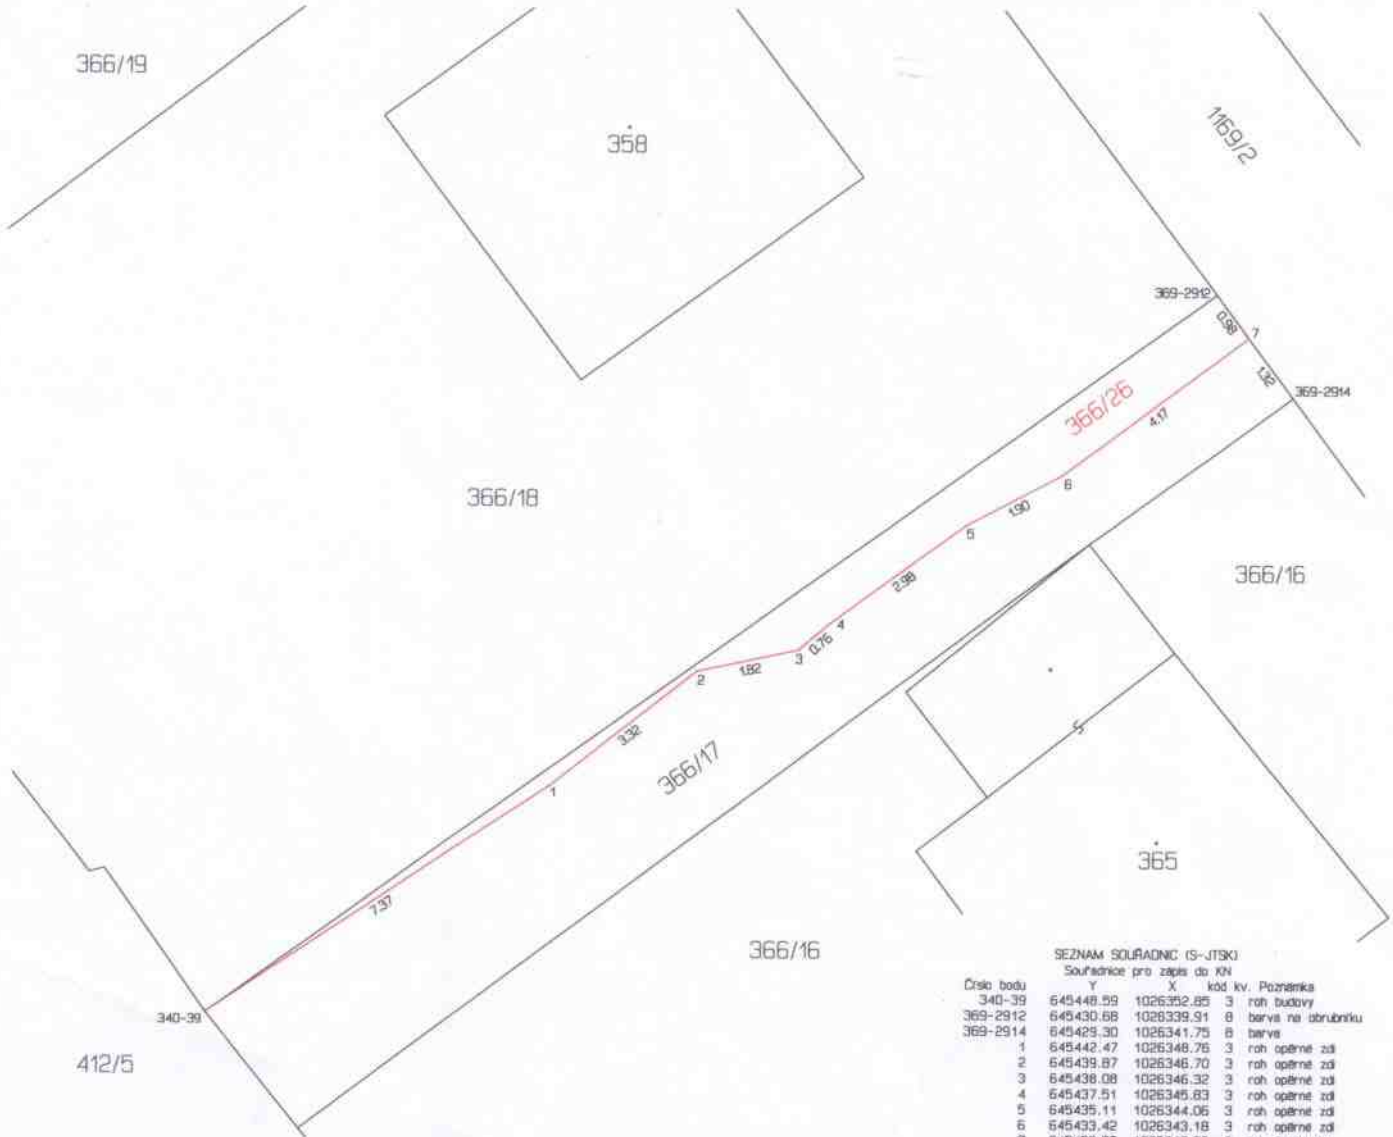 366/19
358
1169/2
369-2912
0.98
7
1.32
369-2914
366/26
4.17
366/18
6
1.90
5
366/16
2.98
4
0.76
3
1.82
2
3.32
366/17
1
7.37
365
366/16
340-39
412/5
SEZNAM SOUŘADNIC (S-JTSK)
Souřadnice pro zápis do KN
Číslo bodu Y X kód kv. Poznámka
340-39 645448.59 1026352.85 3 roh budovy
369-2912 645430.68 1026339.91 8 barva na obrubníku
369-2914 645429.30 1026341.75 8 barva
1 645442.47 1026348.76 3 roh opěrné zdi
2 645439.87 1026346.70 3 roh opěrné zdi
3 645438.08 1026346.32 3 roh opěrné zdi
4 645437.51 1026345.83 3 roh opěrné zdi
5 645435.11 1026344.06 3 roh opěrné zdi
6 645433.42 1026343.18 3 roh opěrné zdi